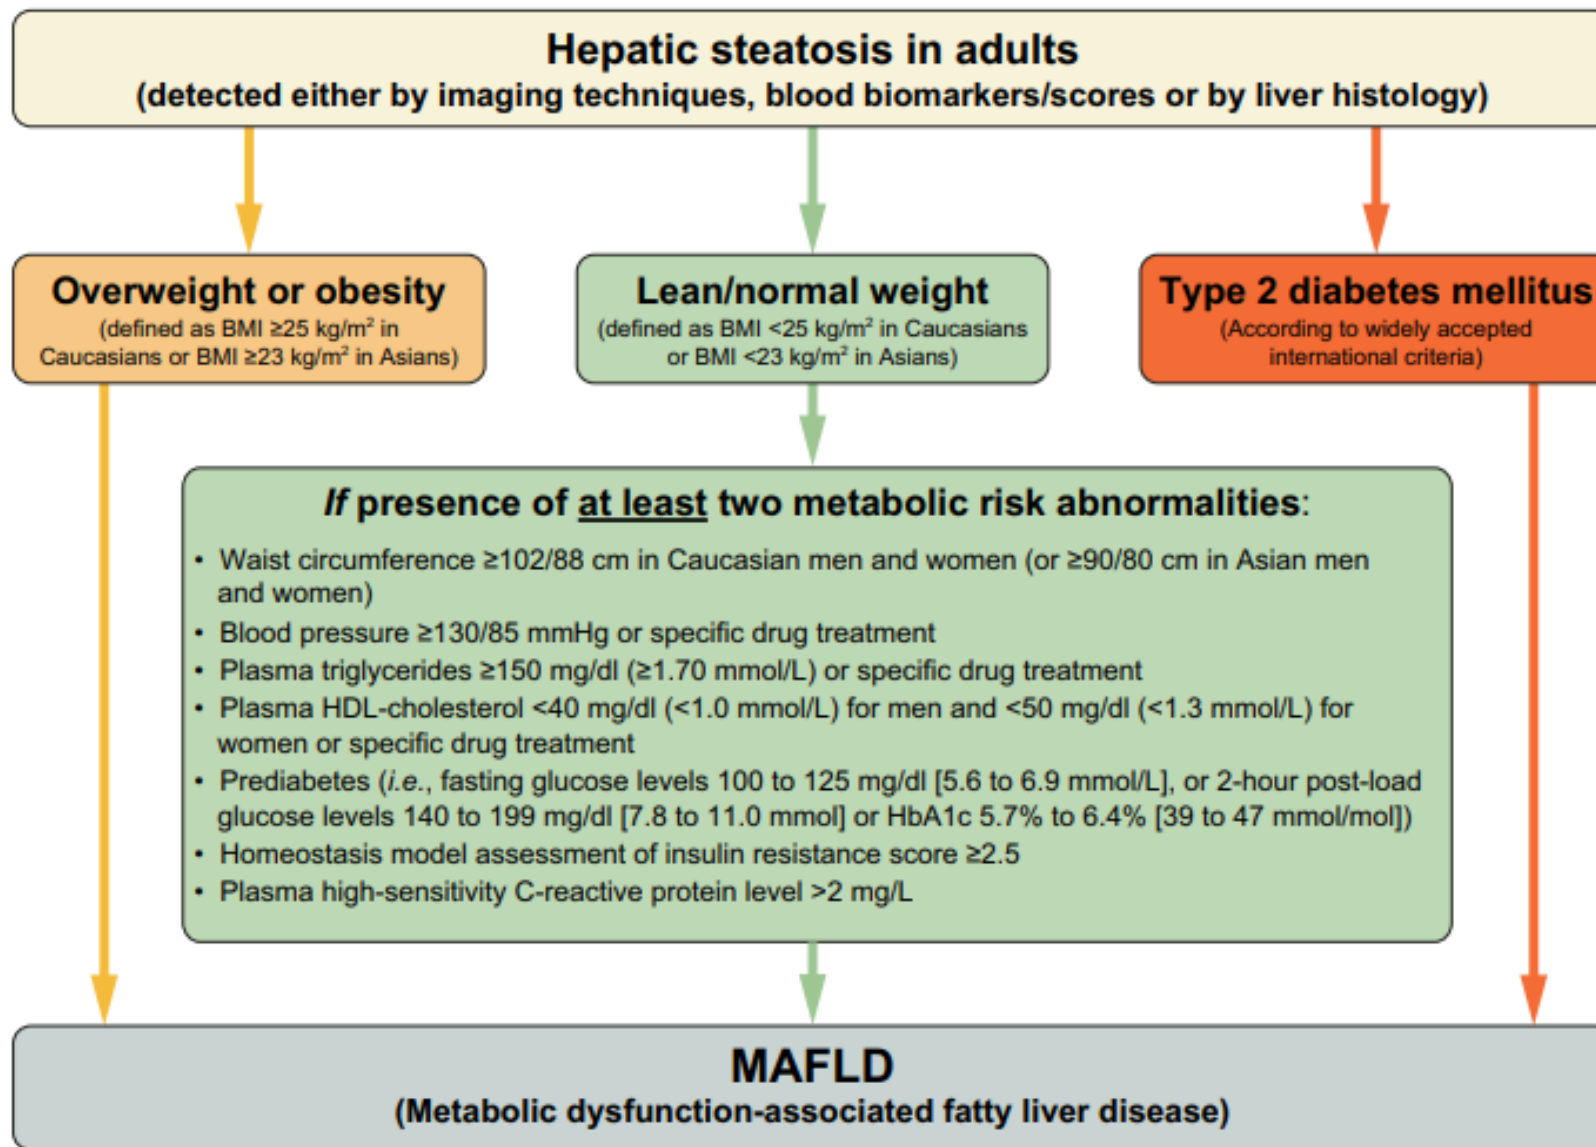 Hepatic steatosis in adults
(detected either by imaging techniques, blood biomarkers/scores or by liver histology)
Overweight or obesity
(defined as BMI ≥25 kg/m² in
Caucasians or BMI ≥23 kg/m² in Asians)
Lean/normal weight
(defined as BMI <25 kg/m² in Caucasians
or BMI <23 kg/m² in Asians)
Type 2 diabetes mellitus
(According to widely accepted
international criteria)
If presence of at least two metabolic risk abnormalities:
• Waist circumference ≥102/88 cm in Caucasian men and women (or ≥90/80 cm in Asian men
and women)
• Blood pressure ≥130/85 mmHg or specific drug treatment
• Plasma triglycerides ≥150 mg/dl (≥1.70 mmol/L) or specific drug treatment
• Plasma HDL-cholesterol <40 mg/dl (<1.0 mmol/L) for men and <50 mg/dl (<1.3 mmol/L) for
women or specific drug treatment
• Prediabetes (i.e., fasting glucose levels 100 to 125 mg/dl [5.6 to 6.9 mmol/L], or 2-hour post-load
glucose levels 140 to 199 mg/dl [7.8 to 11.0 mmol] or HbA1c 5.7% to 6.4% [39 to 47 mmol/mol])
• Homeostasis model assessment of insulin resistance score ≥2.5
• Plasma high-sensitivity C-reactive protein level >2 mg/L
MAFLD
(Metabolic dysfunction-associated fatty liver disease)